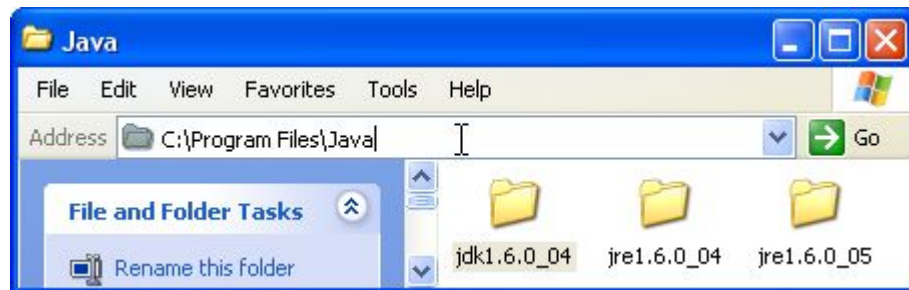 Java
File Edit View Favorites Tools Help
Address C:\Program Files\Java Go
File and Folder Tasks
Rename this folder
jdk1.6.0_04 jre1.6.0_04 jre1.6.0_05